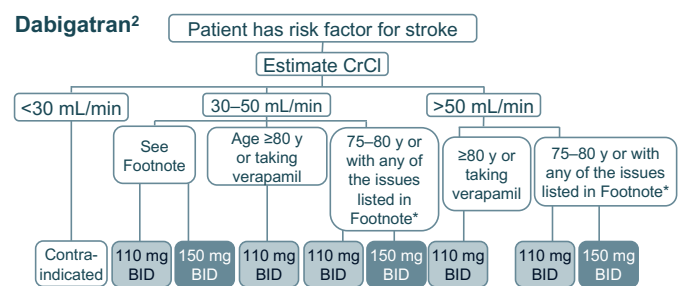 Dabigatran²
Patient has risk factor for stroke
Estimate CrCl
<30 mL/min
30–50 mL/min
>50 mL/min
See
Footnote
Age ≥80 y
or taking
verapamil
75–80 y or
with any of
the issues
listed in
Footnote*
≥80 y or
taking
verapamil
75–80 y or with
any of the issues
listed in Footnote*
Contra-
indicated
110 mg
BID
150 mg
BID
110 mg
BID
110 mg
BID
150 mg
BID
110 mg
BID
110 mg
BID
150 mg
BID